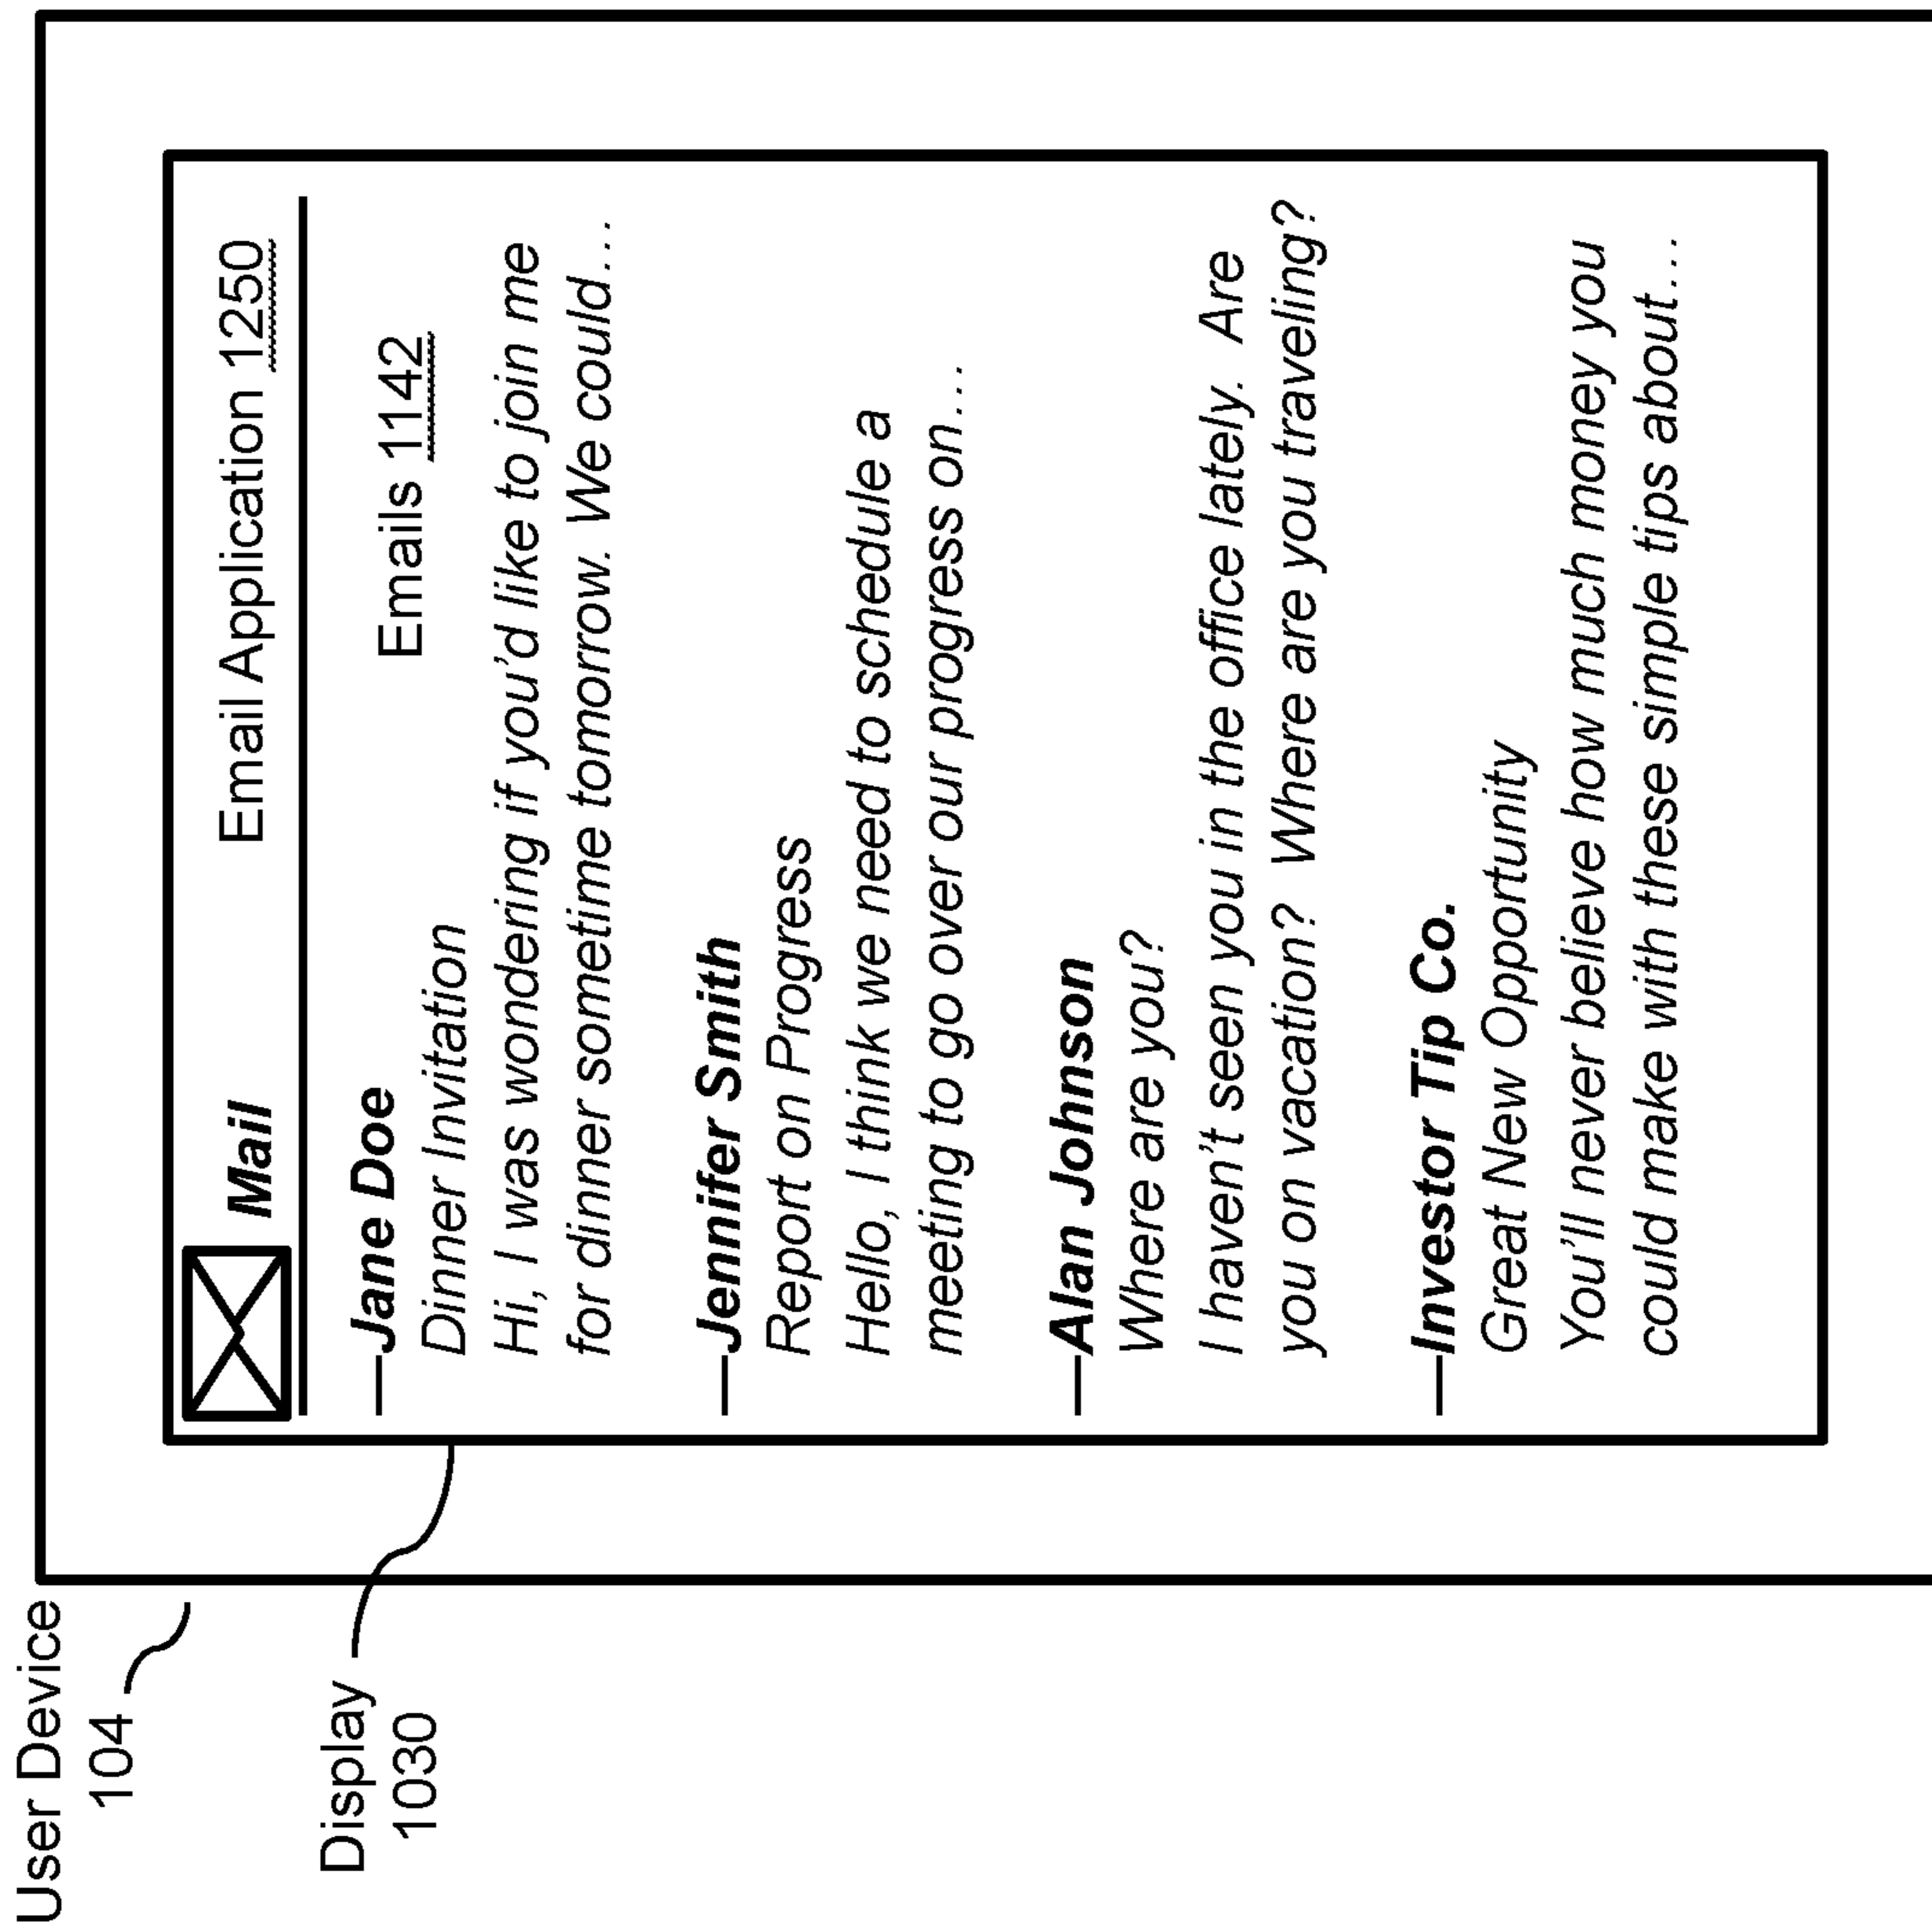 User Device
104
Display
1030
Mail
Email Application 1250
Emails 1142
—Jane Doe
Dinner Invitation
Hi, I was wondering if you'd like to join me
for dinner sometime tomorrow. We could…
—Jennifer Smith
Report on Progress
Hello, I think we need to schedule a
meeting to go over our progress on…
—Alan Johnson
Where are you?
I haven't seen you in the office lately. Are
you on vacation? Where are you traveling?
—Investor Tip Co.
Great New Opportunity
You'll never believe how much money you
could make with these simple tips about…